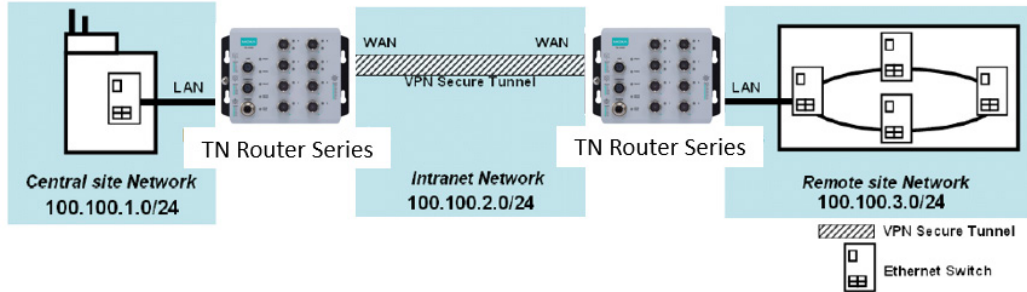 WAN
WAN
VPN Secure Tunnel
LAN
LAN
TN Router Series
TN Router Series
Central site Network
100.100.1.0/24
Intranet Network
100.100.2.0/24
Remote site Network
100.100.3.0/24
VPN Secure Tunnel
Ethernet Switch